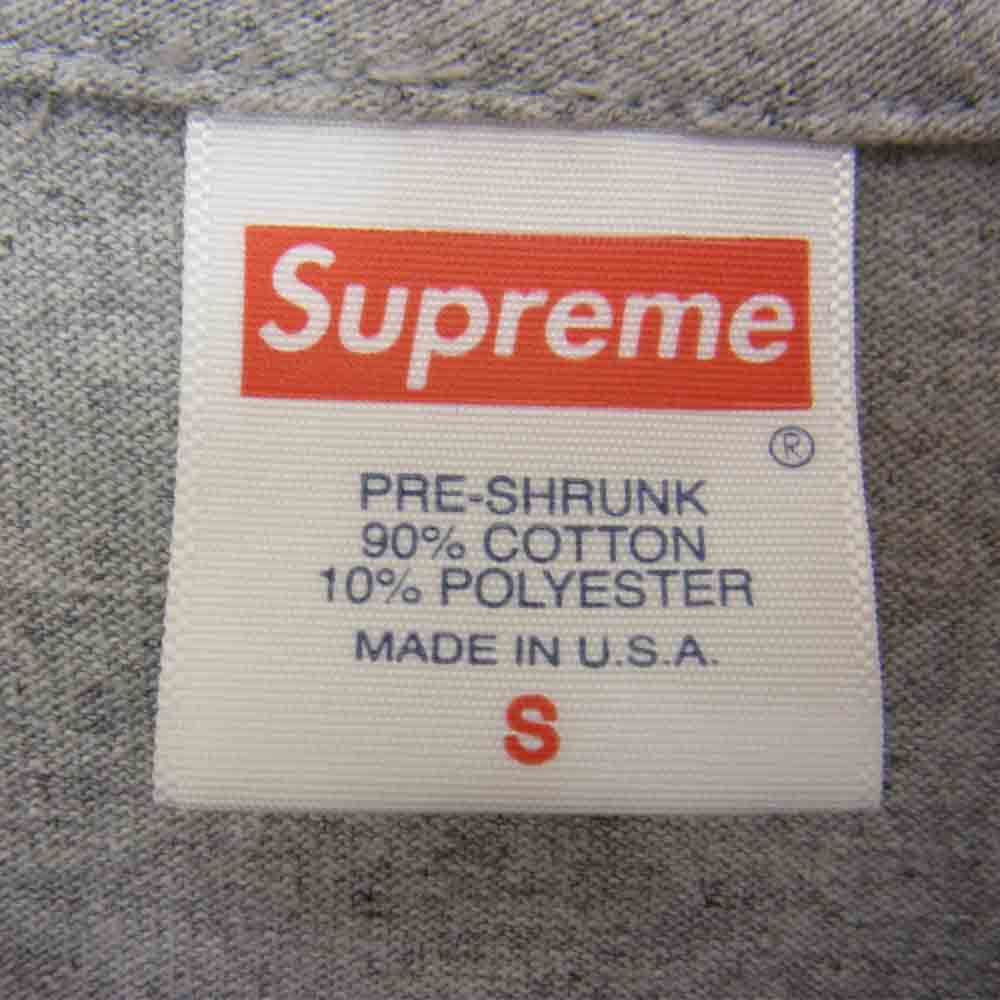 Supreme
®
PRE-SHRUNK
90% COTTON
10% POLYESTER
MADE IN U.S.A.
S